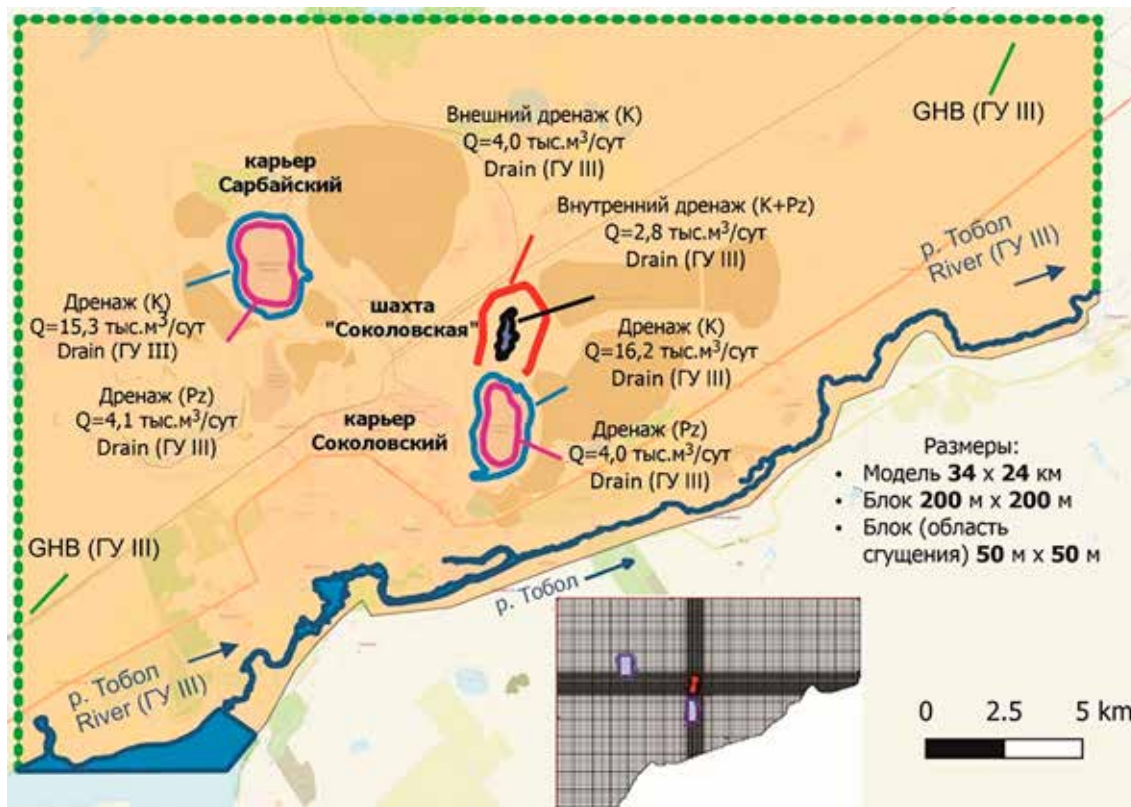 GHB (ГУ III)
Внешний дренаж (K)
Q=4,0 тыс.м³/сут
Drain (ГУ III)
карьер
Сарбайский
Внутренний дренаж (K+Pz)
Q=2,8 тыс.м³/сут
Drain (ГУ III)
р. Тобол
River (ГУ III)
Дренаж (K)
Q=15,3 тыс.м³/сут
Drain (ГУ III)
шахта
"Соколовская"
Дренаж (K)
Q=16,2 тыс.м³/сут
Drain (ГУ III)
Дренаж (Pz)
Q=4,1 тыс.м³/сут
Drain (ГУ III)
карьер
Соколовский
Дренаж (Pz)
Q=4,0 тыс.м³/сут
Drain (ГУ III)
Размеры:
• Модель 34 x 24 км
• Блок 200 м x 200 м
• Блок (область
сгущения) 50 м x 50 м
GHB (ГУ III)
р. Тобол
р. Тобол
River (ГУ III)
0 2.5 5 km